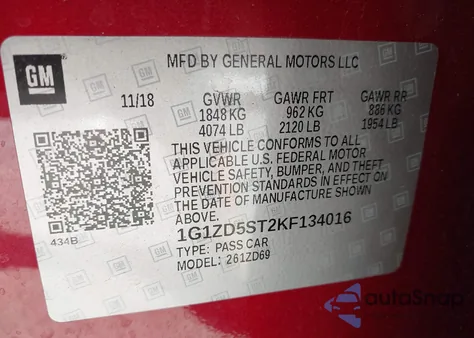 GM
MFD BY GENERAL MOTORS LLC
11/18 GVWR GAWR FRT GAWR RR
1848 KG 962 KG 886 KG
4074 LB 2120 LB 1954 LB
THIS VEHICLE CONFORMS TO ALL
APPLICABLE U.S. FEDERAL MOTOR
VEHICLE SAFETY, BUMPER, AND THEFT
PREVENTION STANDARDS IN EFFECT ON
THE DATE OF MANUFACTURE SHOWN
ABOVE.
434B
1G1ZD5ST2KF134016
TYPE: PASS CAR
MODEL: 261ZD69
autoSnap